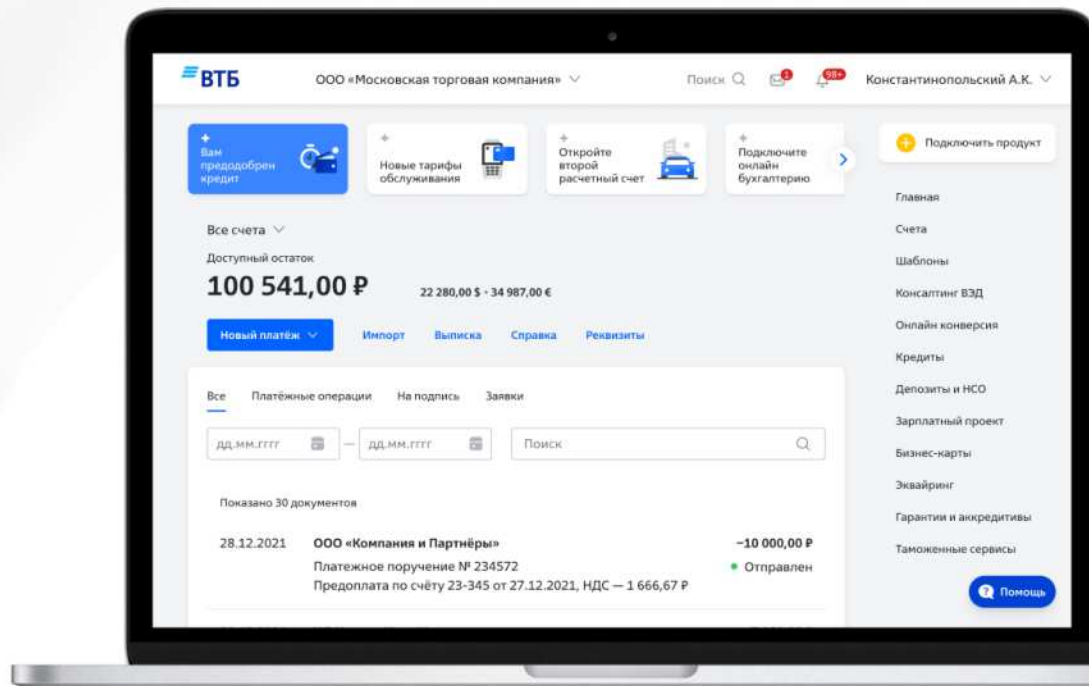 ВТБ
ООО «Московская торговая компания»
Поиск
1
98+
Константинопольский А.К.
Вам
предодобрен
кредит
Новые тарифы
обслуживания
Откройте
второй
расчетный счет
Подключите
онлайн
бухгалтерию
Подключить продукт
Главная
Счета
Шаблоны
Консалтинг ВЭД
Онлайн конверсия
Кредиты
Депозиты и НСО
Зарплатный проект
Бизнес-карты
Эквайринг
Гарантии и аккредитивы
Таможенные сервисы
Помощь
Все счета
Доступный остаток
100 541,00 ₽
22 280,00 $ · 34 987,00 €
Новый платёж
Импорт Выписка Справка Реквизиты
Все Платёжные операции На подпись Заявки
дд.мм.гггг — дд.мм.гггг Поиск
Показано 30 документов
28.12.2021 ООО «Компания и Партнёры» −10 000,00 ₽
Платежное поручение № 234572 Отправлен
Предоплата по счёту 23-345 от 27.12.2021, НДС — 1 666,67 ₽